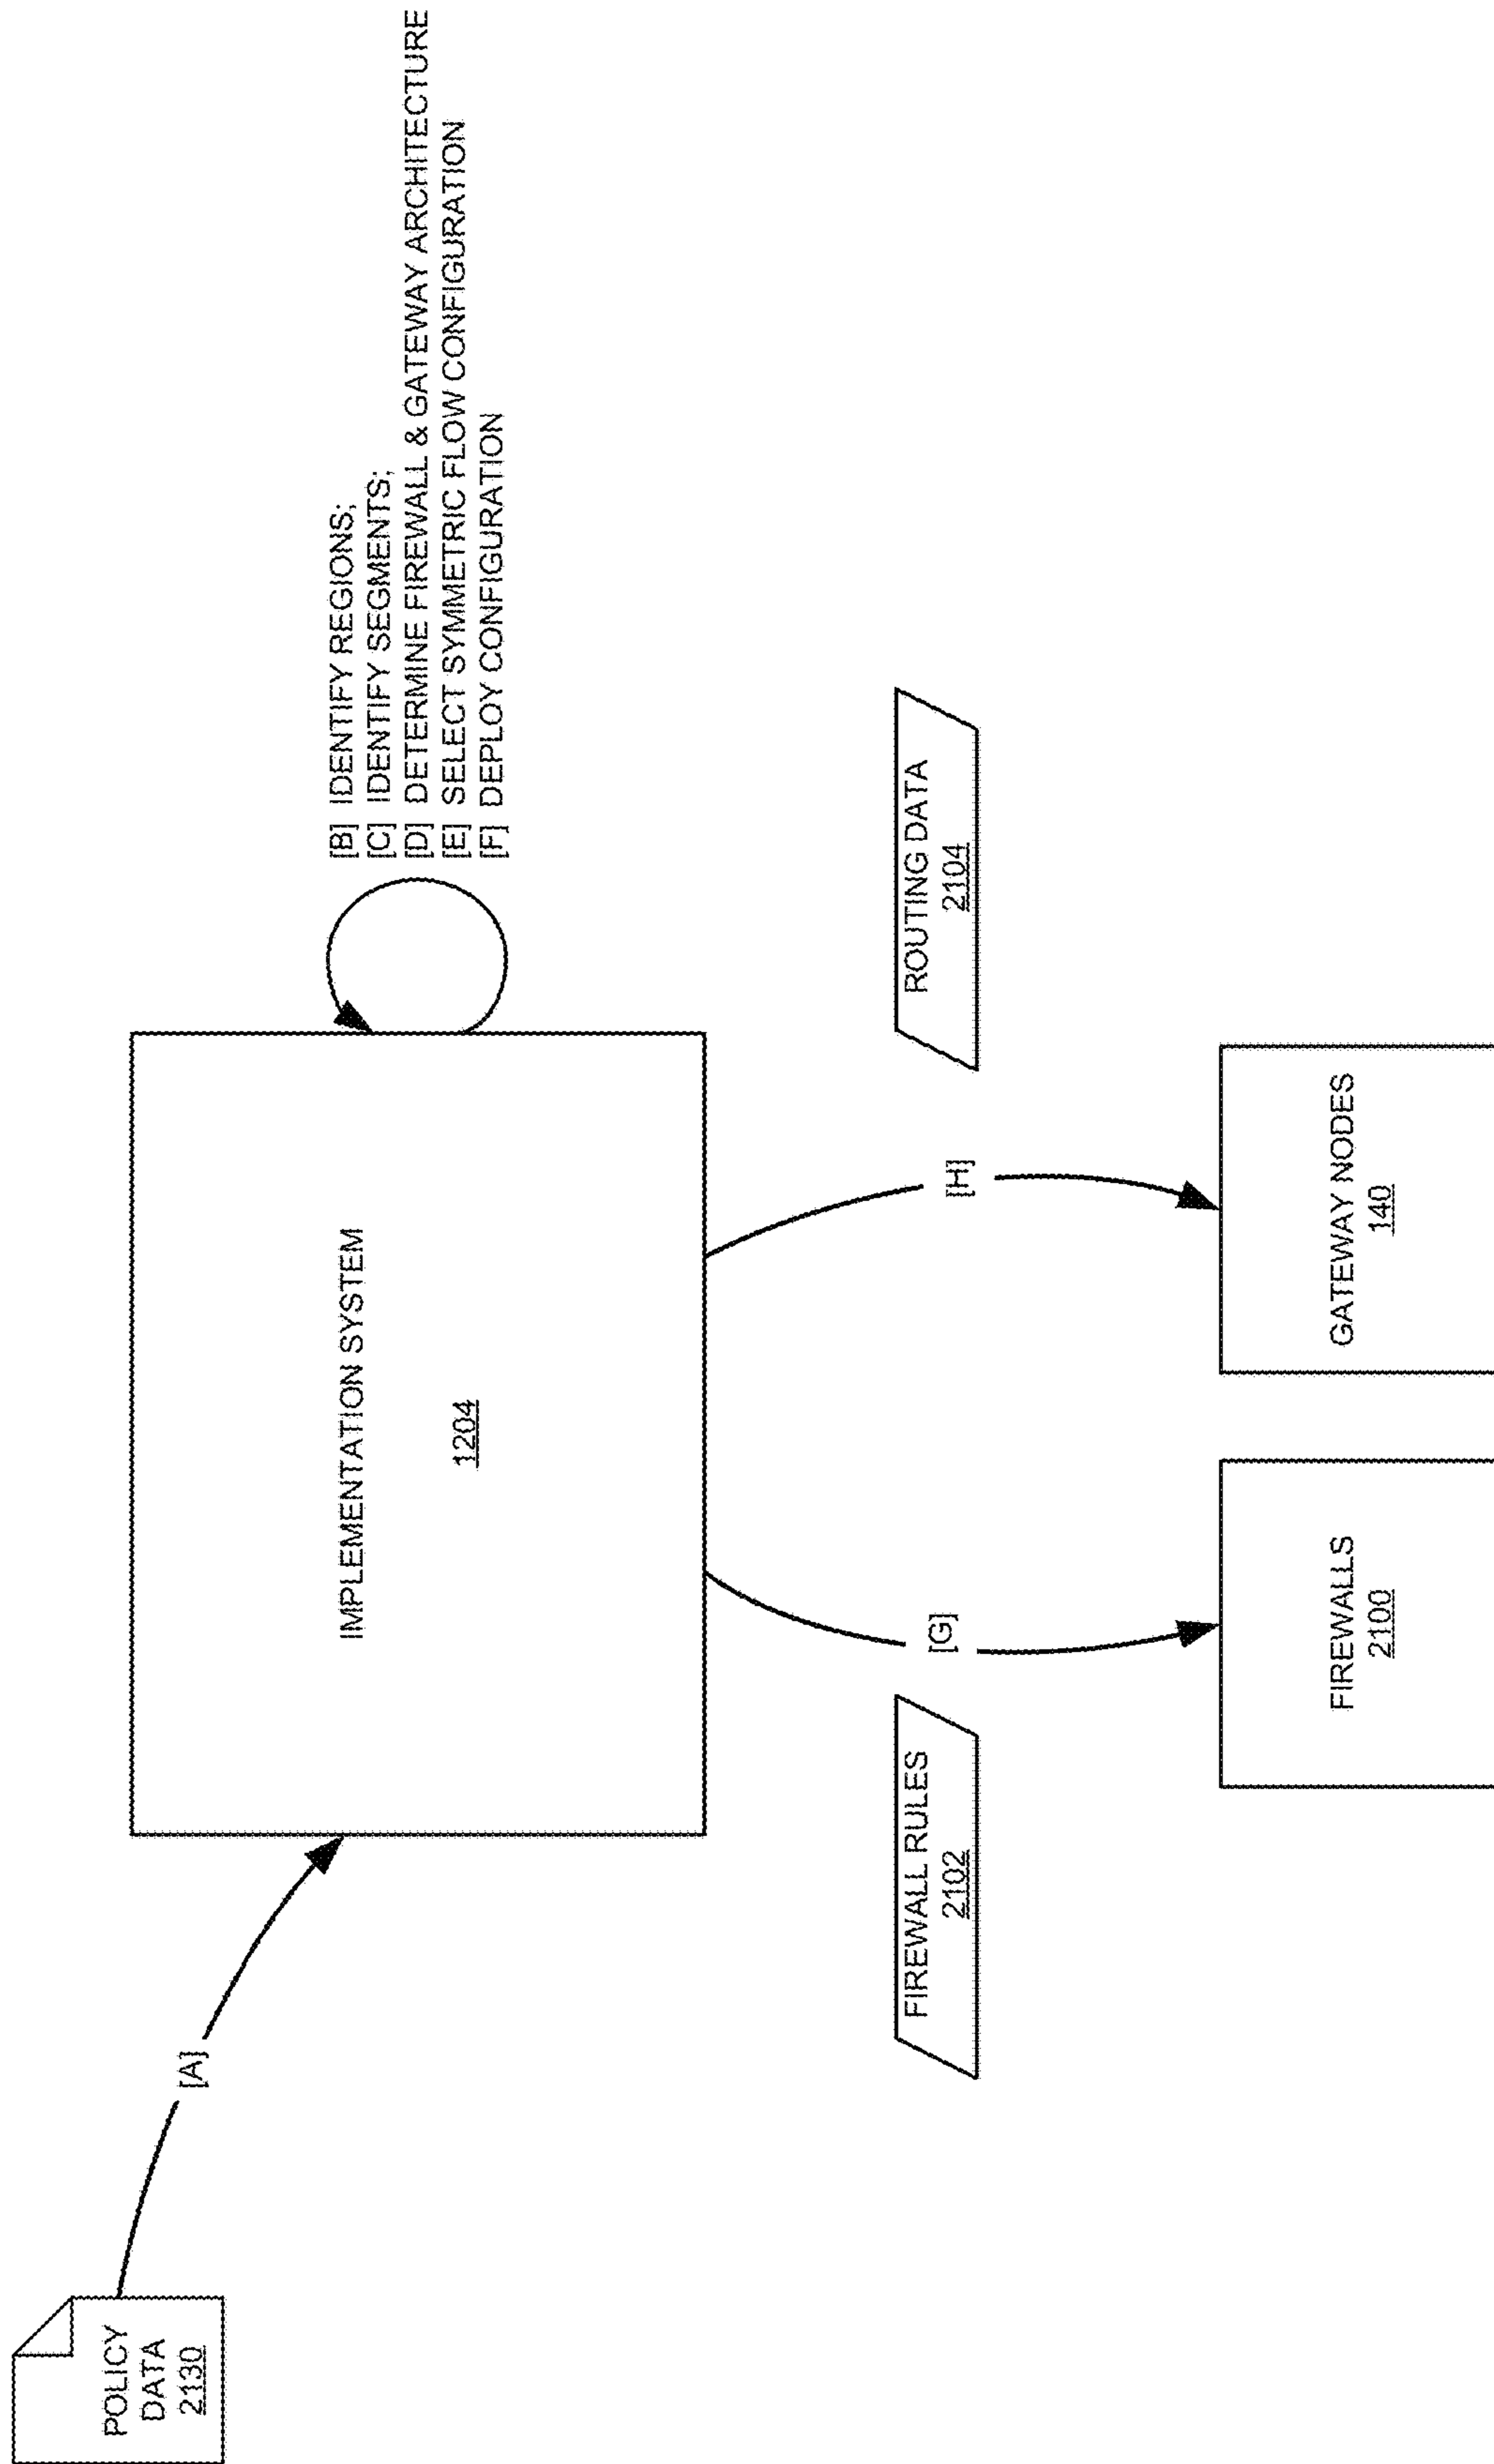 POLICY
DATA
2130
[A]
IMPLEMENTATION SYSTEM
1204
[B] IDENTIFY REGIONS;
[C] IDENTIFY SEGMENTS;
[D] DETERMINE FIREWALL & GATEWAY ARCHITECTURE
[E] SELECT SYMMETRIC FLOW CONFIGURATION
[F] DEPLOY CONFIGURATION
FIREWALL RULES
2102
[G]
[H]
ROUTING DATA
2104
FIREWALLS
2100
GATEWAY NODES
140